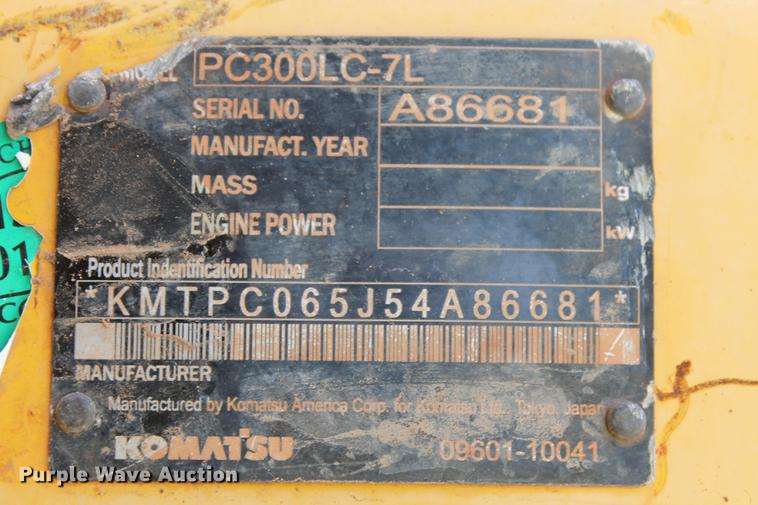 MODEL PC300LC-7L
SERIAL NO. A86681
MANUFACT. YEAR
MASS kg
ENGINE POWER kW
Product Indentification Number
*KMTPC065J54A86681*
MANUFACTURER
Manufactured by Komatsu America Corp. for Komatsu Ltd., Tokyo, Japan
KOMATSU 09601-10041
01
Purple Wave Auction